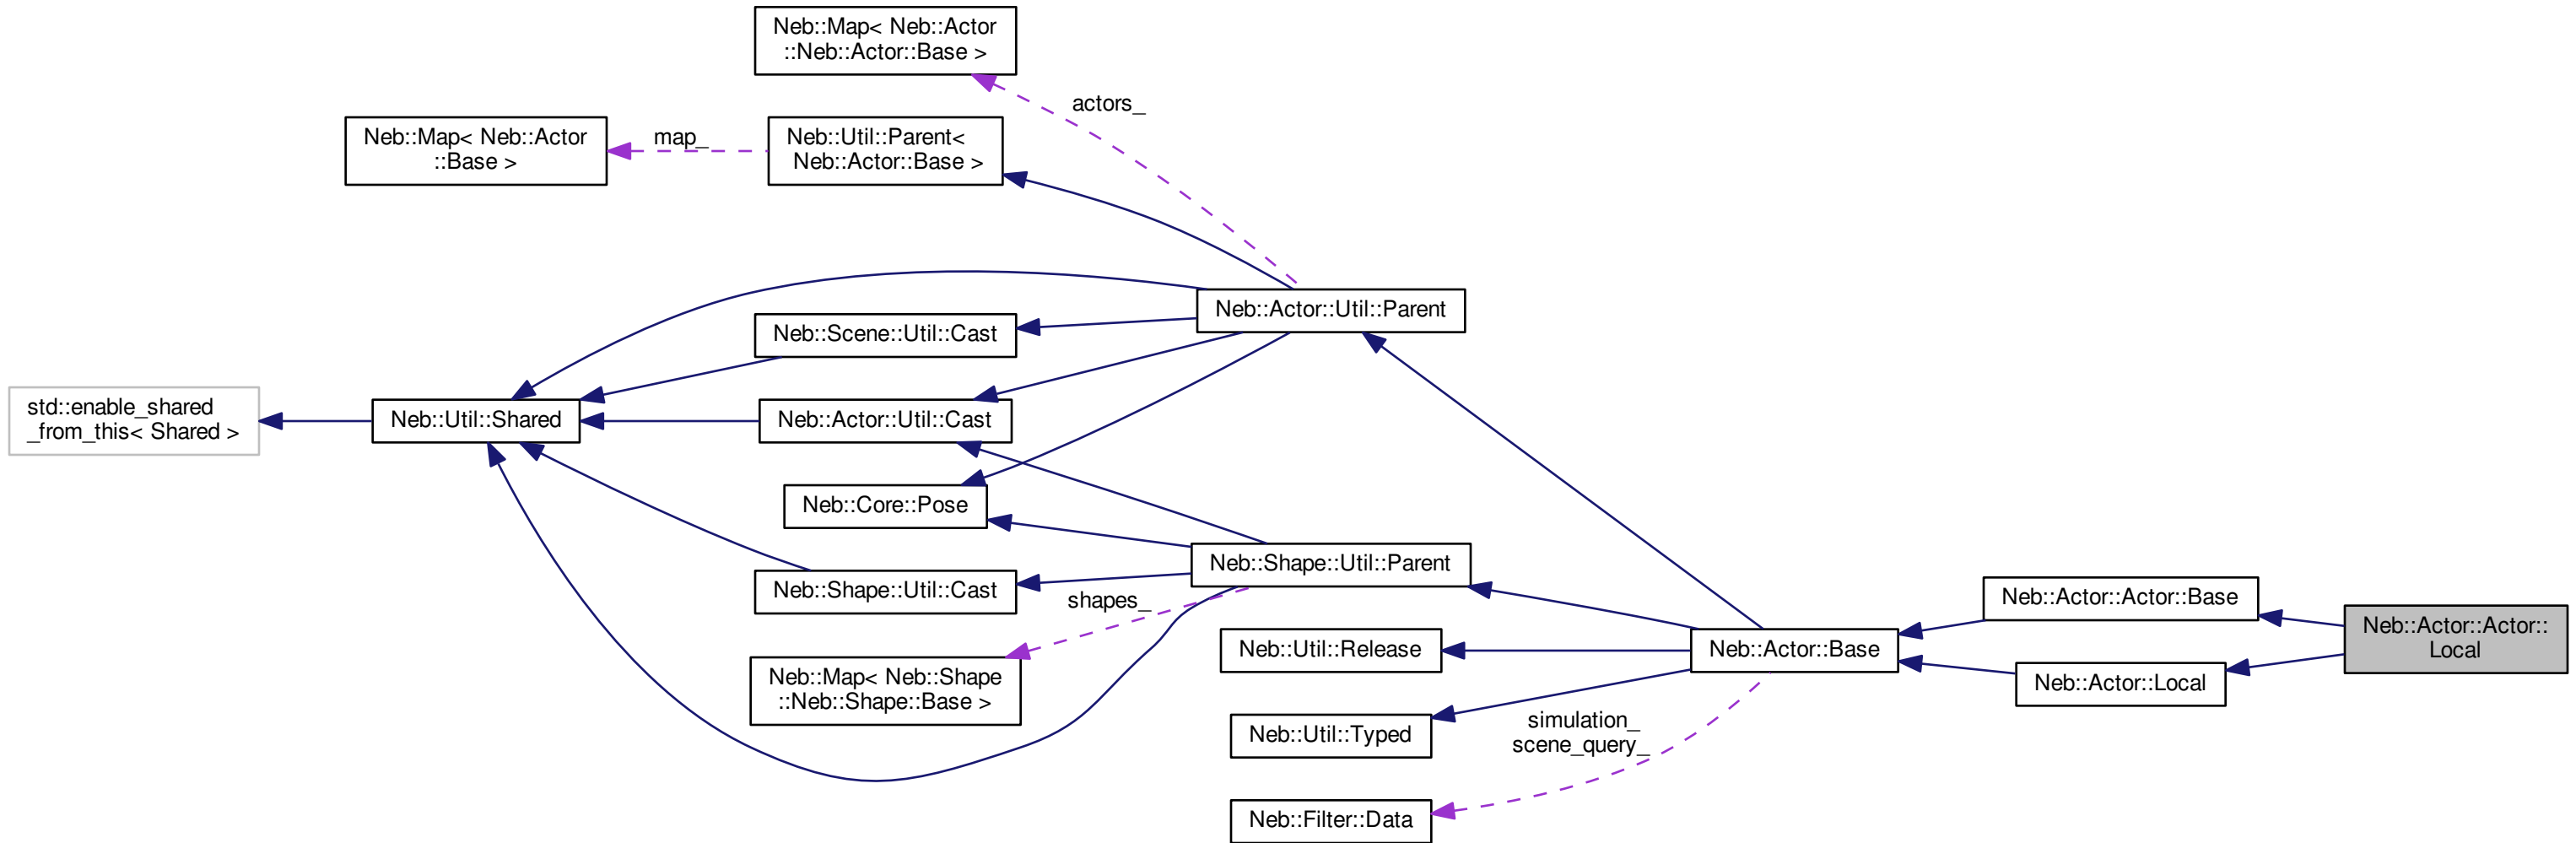 Neb::Map< Neb::Actor
::Neb::Actor::Base >
actors_
Neb::Map< Neb::Actor
::Base >
map_
Neb::Util::Parent<
Neb::Actor::Base >
Neb::Actor::Util::Parent
Neb::Scene::Util::Cast
std::enable_shared
_from_this< Shared >
Neb::Util::Shared
Neb::Actor::Util::Cast
Neb::Core::Pose
Neb::Shape::Util::Parent
Neb::Shape::Util::Cast
shapes_
Neb::Map< Neb::Shape
::Neb::Shape::Base >
Neb::Util::Release
Neb::Util::Typed
simulation_
scene_query_
Neb::Filter::Data
Neb::Actor::Base
Neb::Actor::Actor::Base
Neb::Actor::Local
Neb::Actor::Actor::
Local